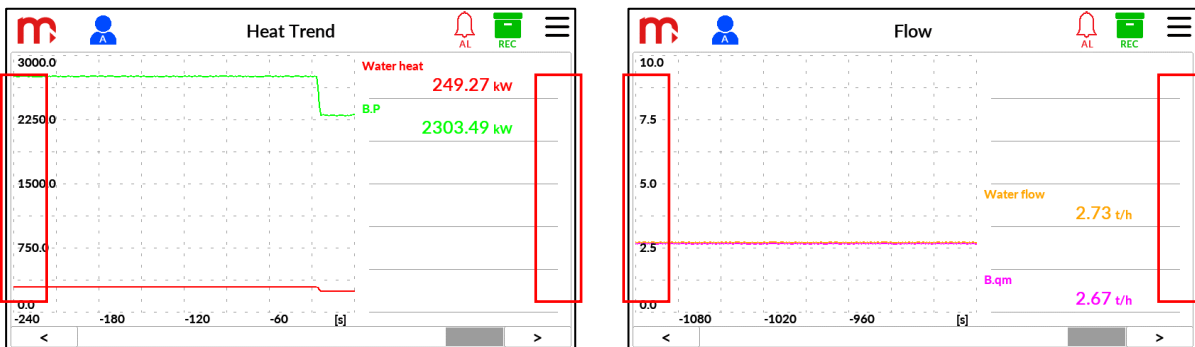 m
A
Heat Trend
AL
REC
3000.0
2250.0
1500.0
750.0
0.0
-240 -180 -120 -60 [s]
Water heat
249.27 kW
B.P
2303.49 kW
< >
m
A
Flow
AL
REC
10.0
7.5
5.0
2.5
0.0
-1080 -1020 -960 [s]
Water flow
2.73 t/h
B.qm
2.67 t/h
< >